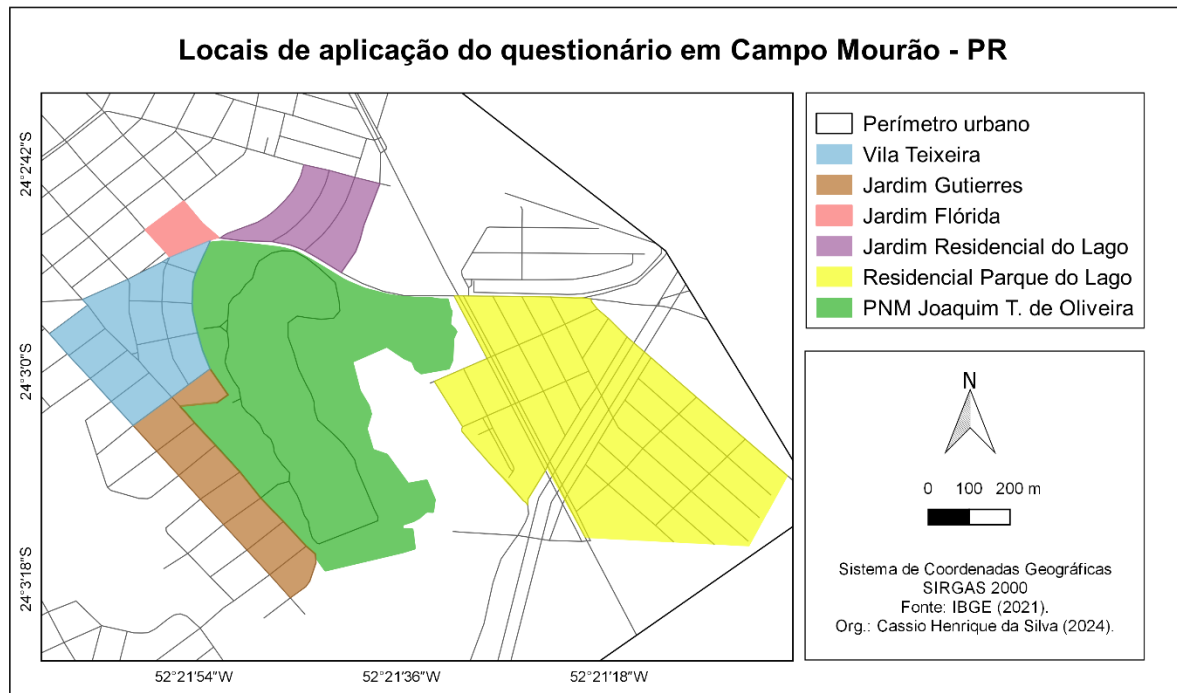 Locais de aplicação do questionário em Campo Mourão - PR
24°2'42"S
24°3'0"S
24°3'18"S
52°21'54"W
52°21'36"W
52°21'18"W
Perímetro urbano
Vila Teixeira
Jardim Gutierres
Jardim Flórida
Jardim Residencial do Lago
Residencial Parque do Lago
PNM Joaquim T. de Oliveira
N
0 100 200 m
Sistema de Coordenadas Geográficas
SIRGAS 2000
Fonte: IBGE (2021).
Org.: Cassio Henrique da Silva (2024).